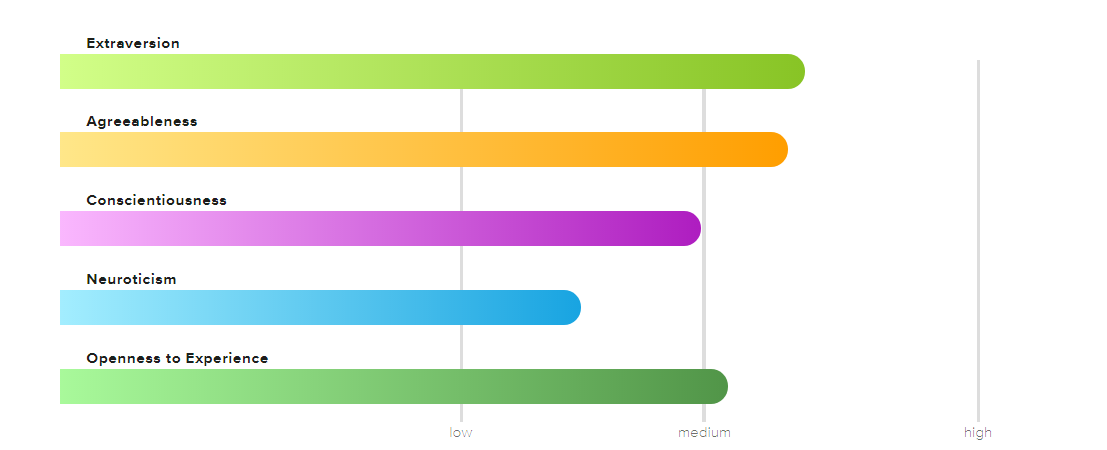 Extraversion
Agreeableness
Conscientiousness
Neuroticism
Openness to Experience
low medium high